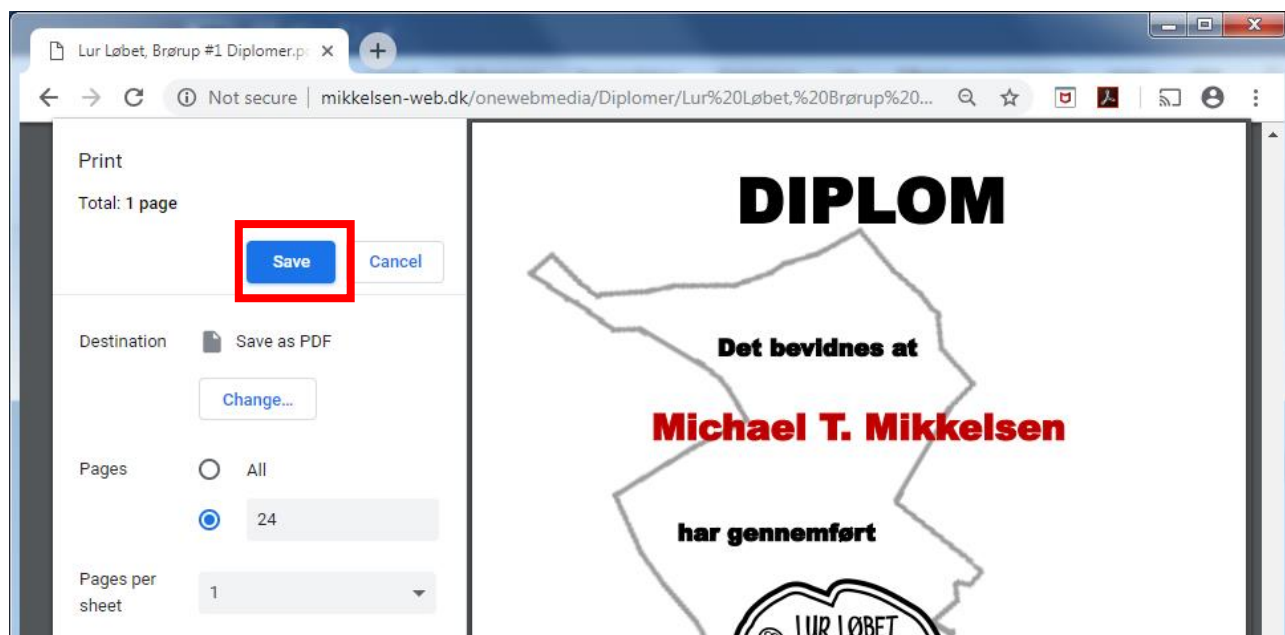 Lur Løbet, Brørup #1 Diplomer.p
Not secure | mikkelsen-web.dk/onewebmedia/Diplomer/Lur%20Løbet,%20Brørup%20...
Print
Total: 1 page
Save Cancel
Destination Save as PDF
Change...
Pages All
24
Pages per
sheet
1
DIPLOM
Det bevidnes at
Michael T. Mikkelsen
har gennemført
LUR LØBET